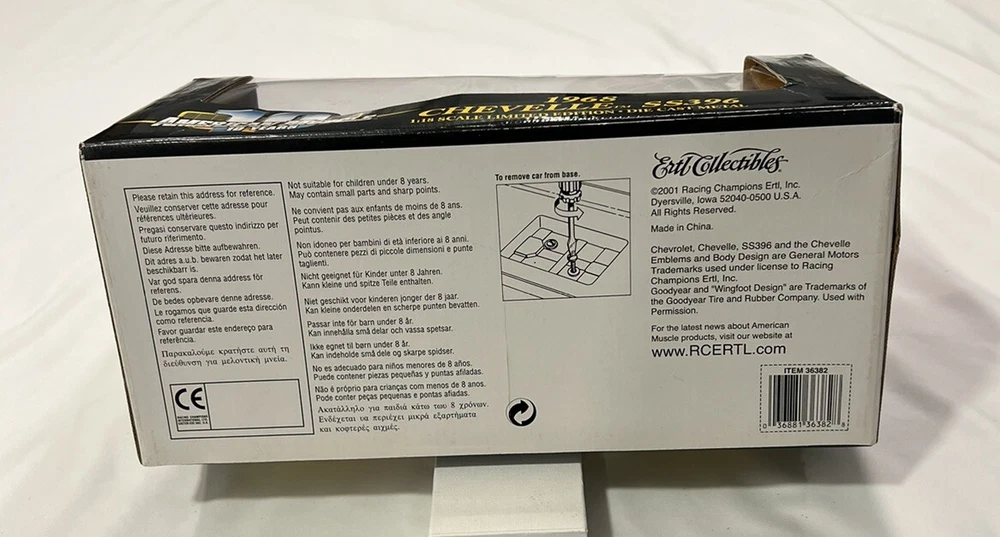 1968
CHEVELLE SS396
1:18 SCALE LIMITED EDITION DIE CAST METAL
Please retain this address for reference.
Veuillez conserver cette adresse pour
références ultérieures.
Pregasi conservare questo indirizzo per
futuro riferimento.
Diese Adresse bitte aufbewahren.
Dit adres a.u.b. bewaren zodat het later
beschikbaar is.
Var god spara denna address för
referens.
De bedes opbevare denne adresse.
Le rogamos que guarde esta dirección
como referencia.
Favor guardar este endereço para
referência.
Παρακαλούμε κρατήστε αυτή τη
διεύθυνση για μελοντική μνεία.
CE
Not suitable for children under 8 years.
May contain small parts and sharp points.
Ne convient pas aux enfants de moins de 8 ans.
Peut contenir des petites pièces et des angle
pointus.
Non idoneo per bambini di età inferiore ai 8 anni.
Può contenere pezzi di piccole dimensioni e punte
taglienti.
Nicht geeignet für Kinder unter 8 Jahren.
Kann kleine und spitze Teile enthalten.
Niet geschikt voor kinderen jonger der 8 jaar.
Kan kleine onderdelen en scherpe punten bevatten.
Passar inte för barn under 8 år.
Kan innehålla små delar och vassa spetsar.
Ikke egnet til børn under 8 år.
Kan indeholde små dele og skarpe spidser.
No es adecuado para niños menores de 8 años.
Puede contener piezas pequeñas y puntas afiladas.
Não é próprio para crianças com menos de 8 anos.
Pode conter peças pequenas e pontas afiadas.
Ακατάλληλο για παιδιά κάτω του 8 χρόνων.
Ενδέχεται να περιέχει μικρά εξαρτήματα
και κοφτερές αιχμές.
To remove car from base.
Ertl Collectibles
©2001 Racing Champions Ertl, Inc.
Dyersville, Iowa 52040-0500 U.S.A.
All Rights Reserved.
Made in China.
Chevrolet, Chevelle, SS396 and the Chevelle
Emblems and Body Design are General Motors
Trademarks used under license to Racing
Champions Ertl, Inc.
Goodyear and "Wingfoot Design" are Trademarks of
the Goodyear Tire and Rubber Company. Used with
Permission.
For the latest news about American
Muscle products, visit our website at
www.RCERTL.com
ITEM 36382
0 36881 36382 8